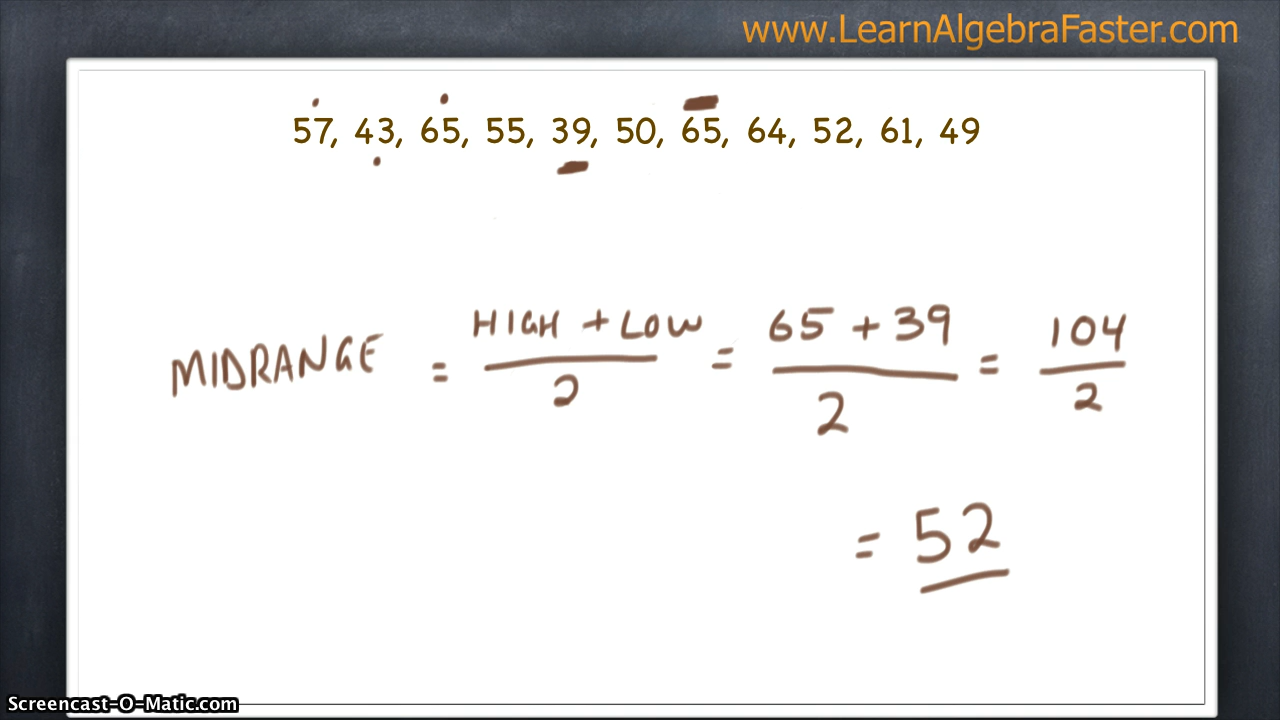 www.LearnAlgebraFaster.com
57, 43, 65, 55, 39, 50, 65, 64, 52, 61, 49
MIDRANGE = HIGH + LOW / 2 = 65 + 39 / 2 = 104 / 2
= 52
Screencast-O-Matic.com